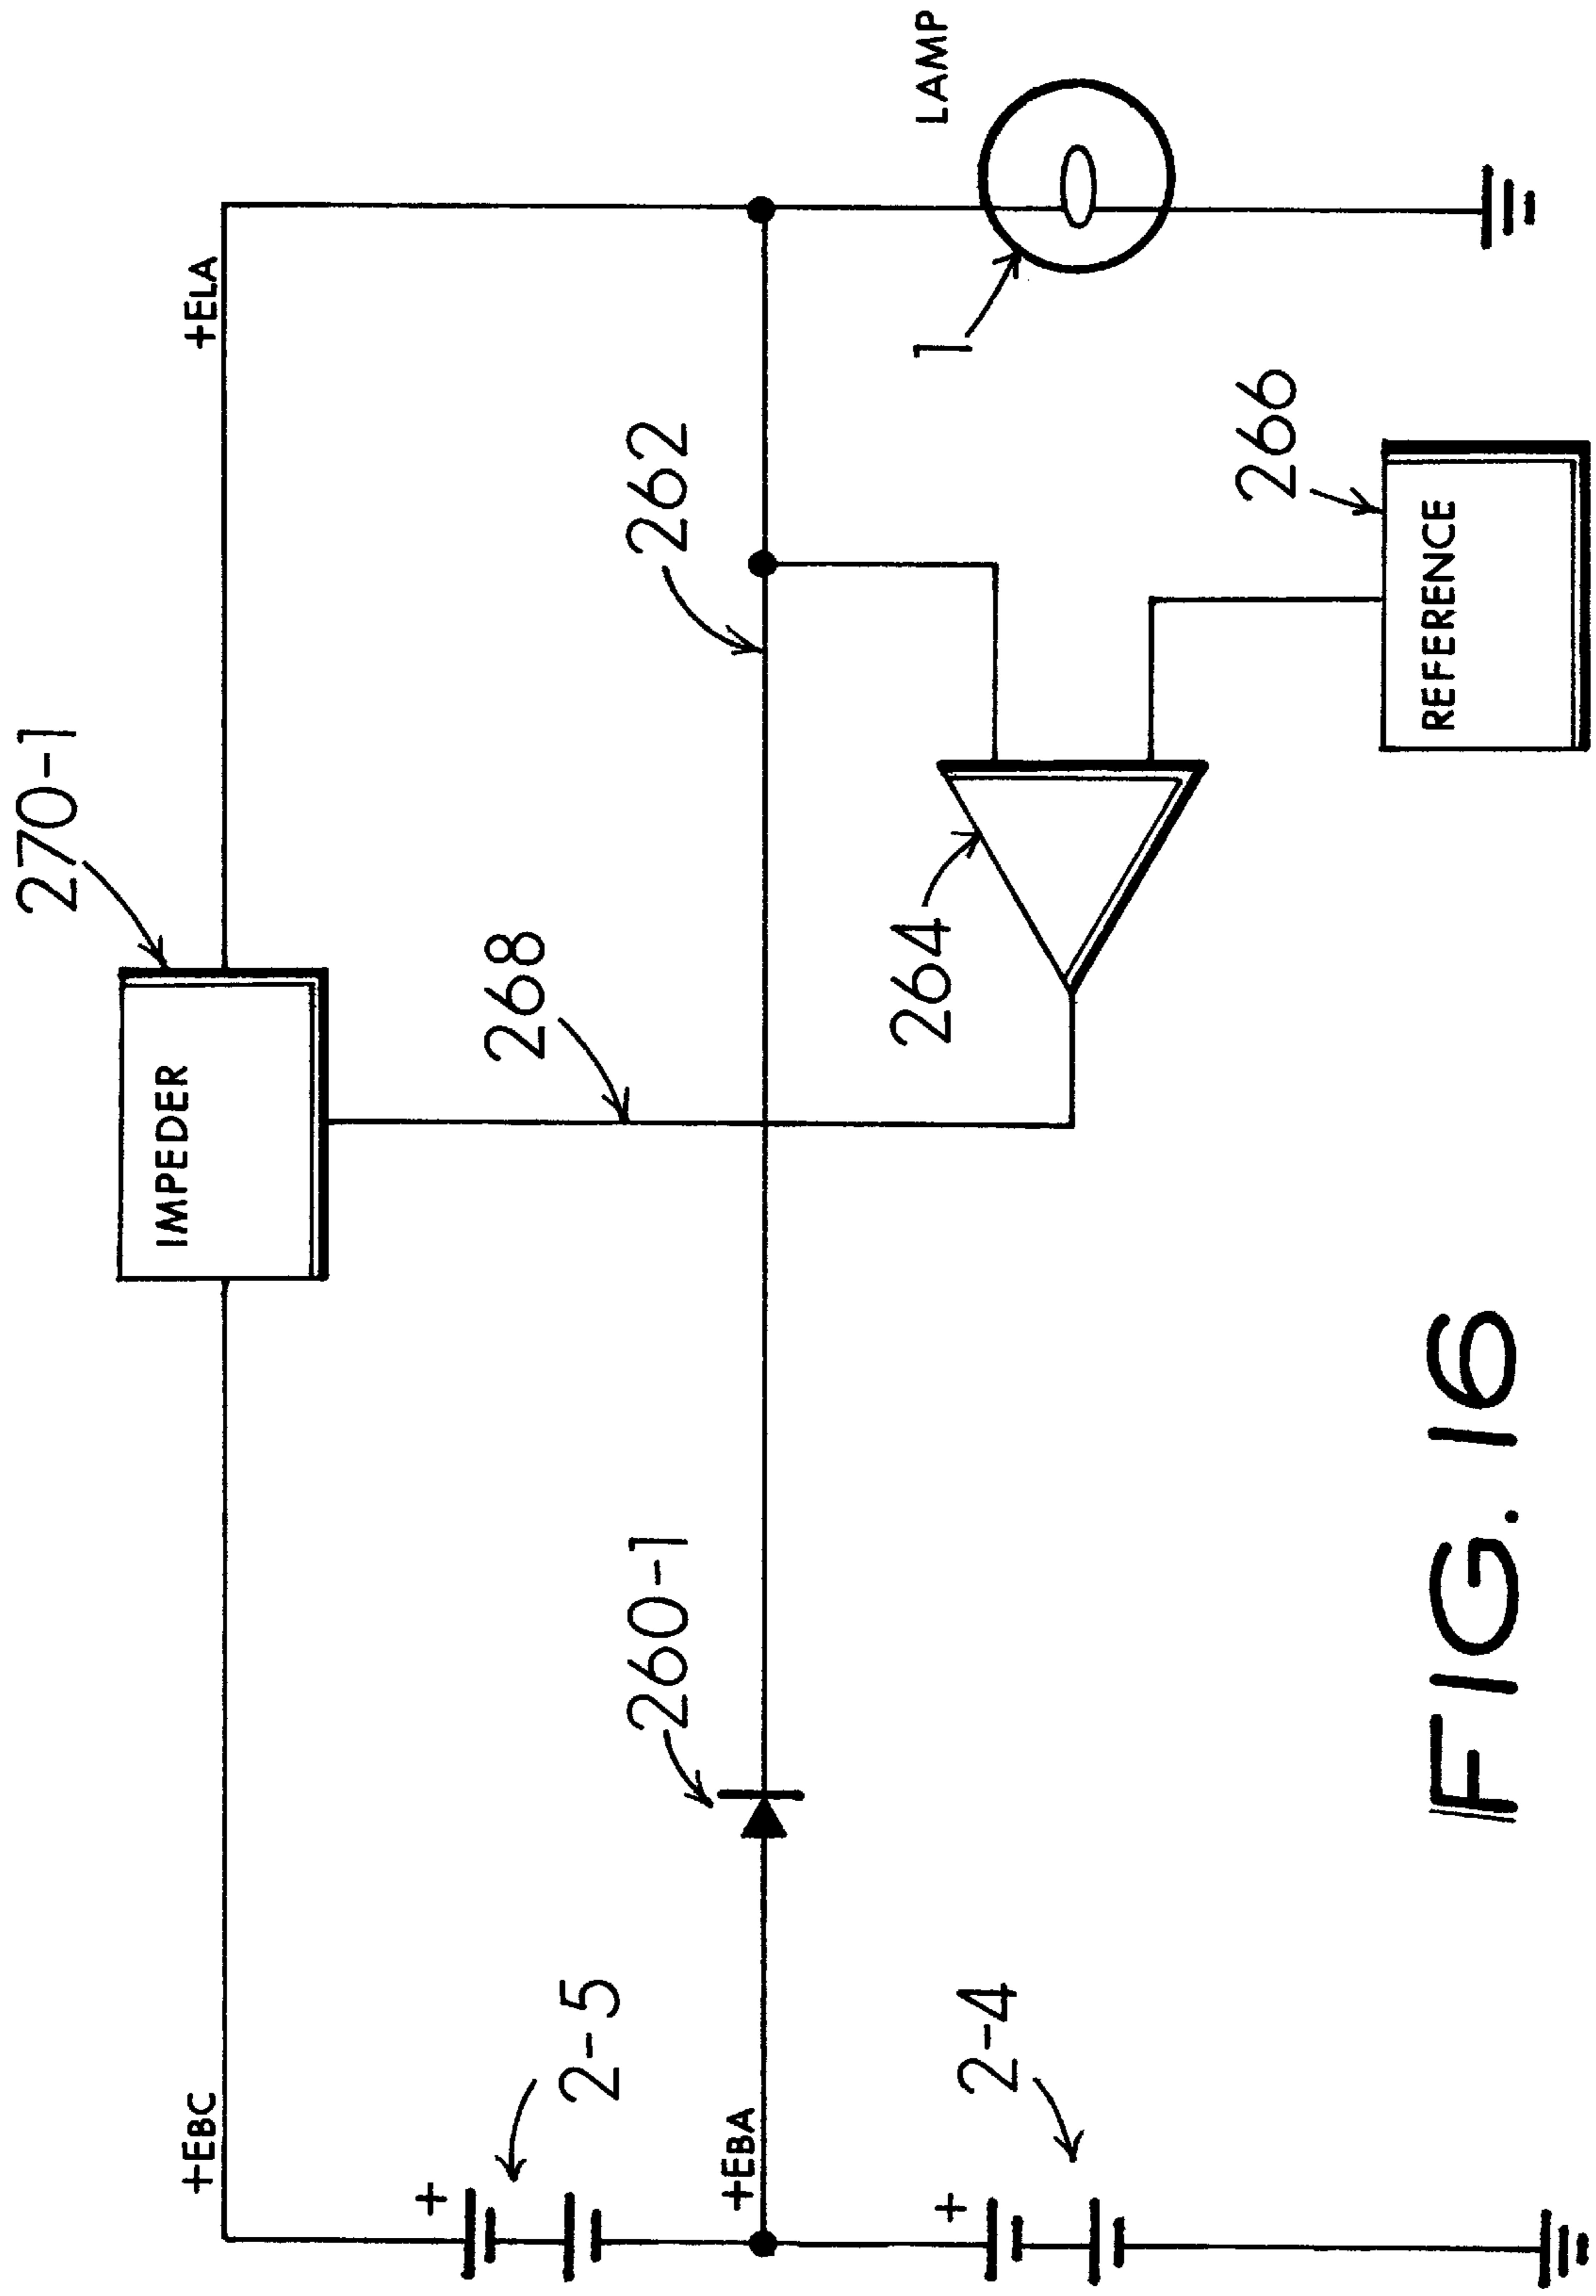 270-1
+EBC
IMPEDER
+ELA
2-5
268
262
+EBA
260-1
LAMP
1
264
2-4
266
REFERENCE
+
+
FIG. 16